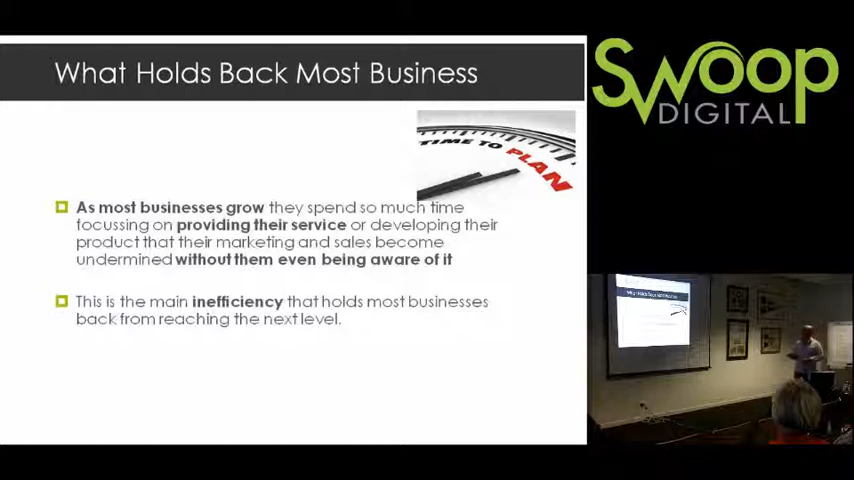 What Holds Back Most Business
TIME TO PLAN
As most businesses grow they spend so much time
focussing on providing their service or developing their
product that their marketing and sales become
undermined without them even being aware of it
This is the main inefficiency that holds most businesses
back from reaching the next level.
Swoop
DIGITAL